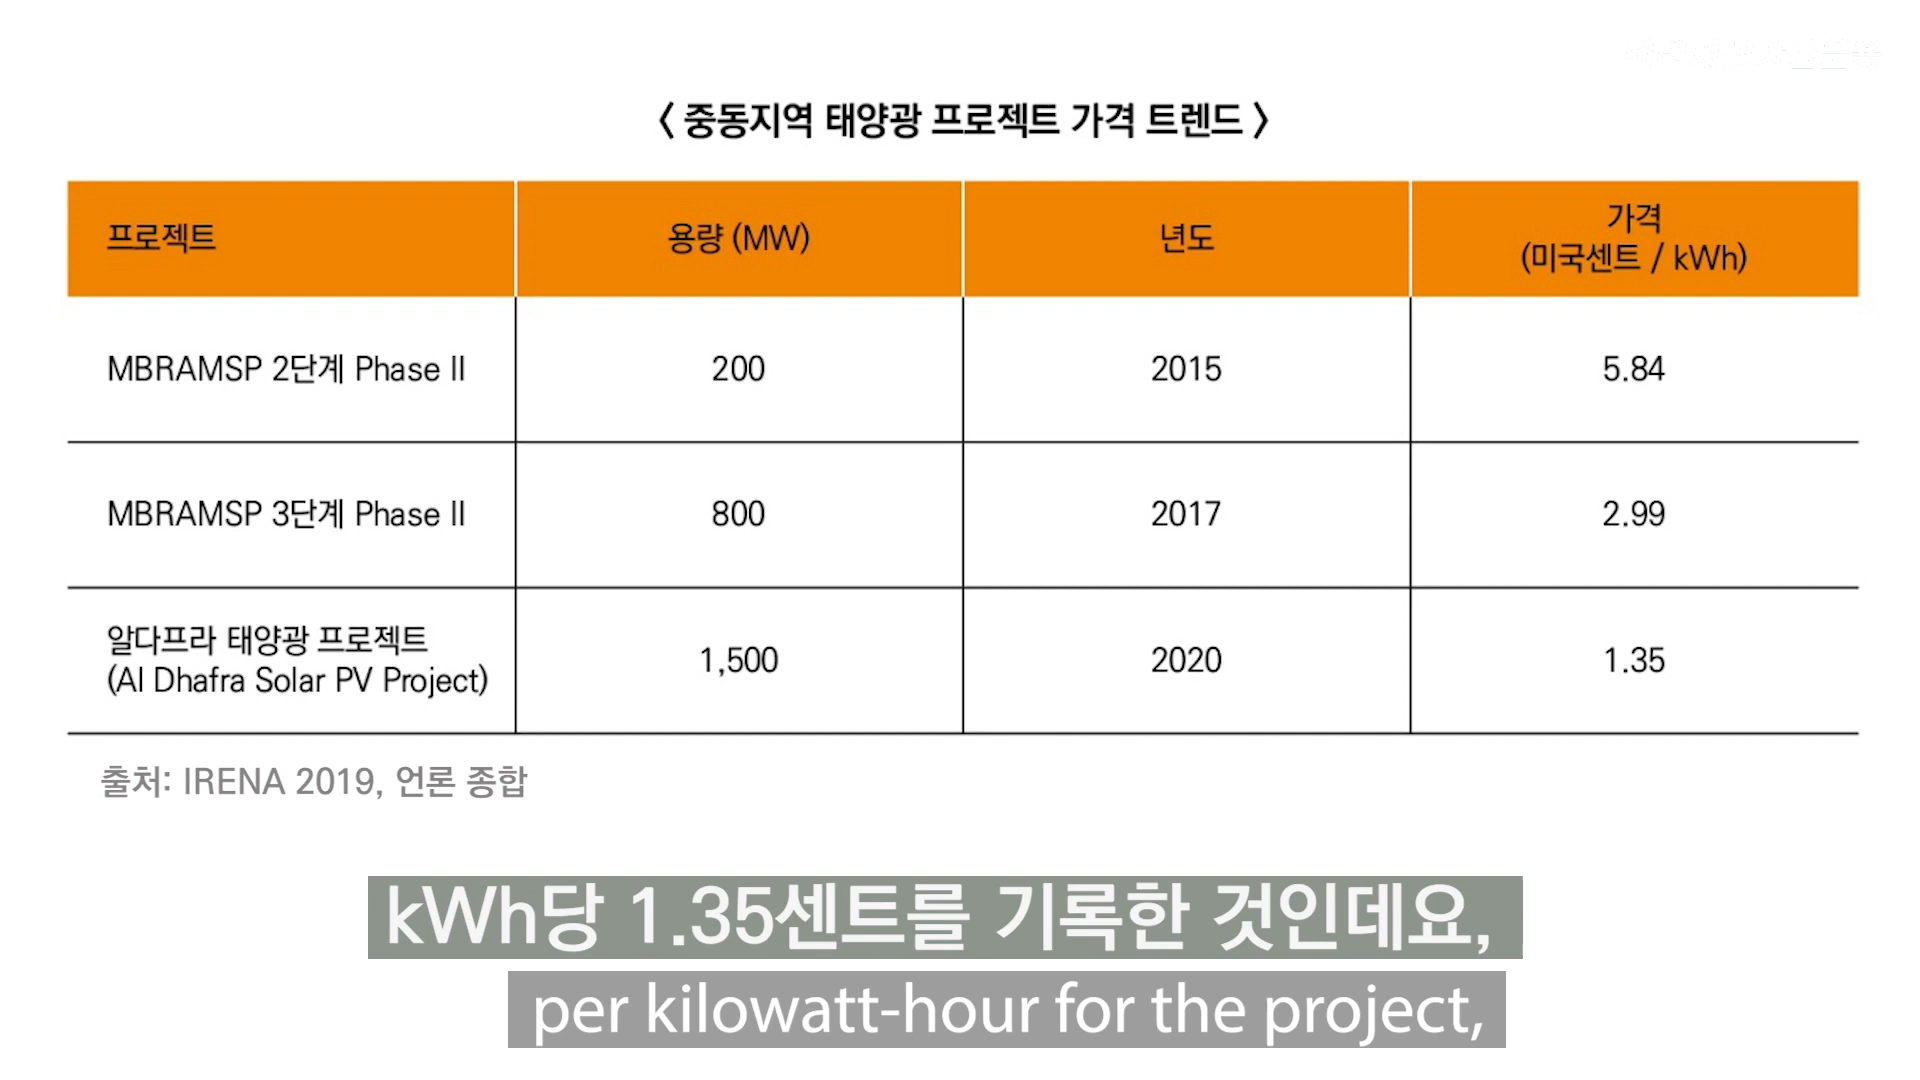 〈 중동지역 태양광 프로젝트 가격 트렌드 〉
프로젝트
용량 (MW)
년도
가격
(미국센트 / kWh)
MBRAMSP 2단계 Phase II
200
2015
5.84
MBRAMSP 3단계 Phase II
800
2017
2.99
알다프라 태양광 프로젝트
(Al Dhafra Solar PV Project)
1,500
2020
1.35
출처: IRENA 2019, 언론 종합
kWh당 1.35센트를 기록한 것인데요,
per kilowatt-hour for the project,